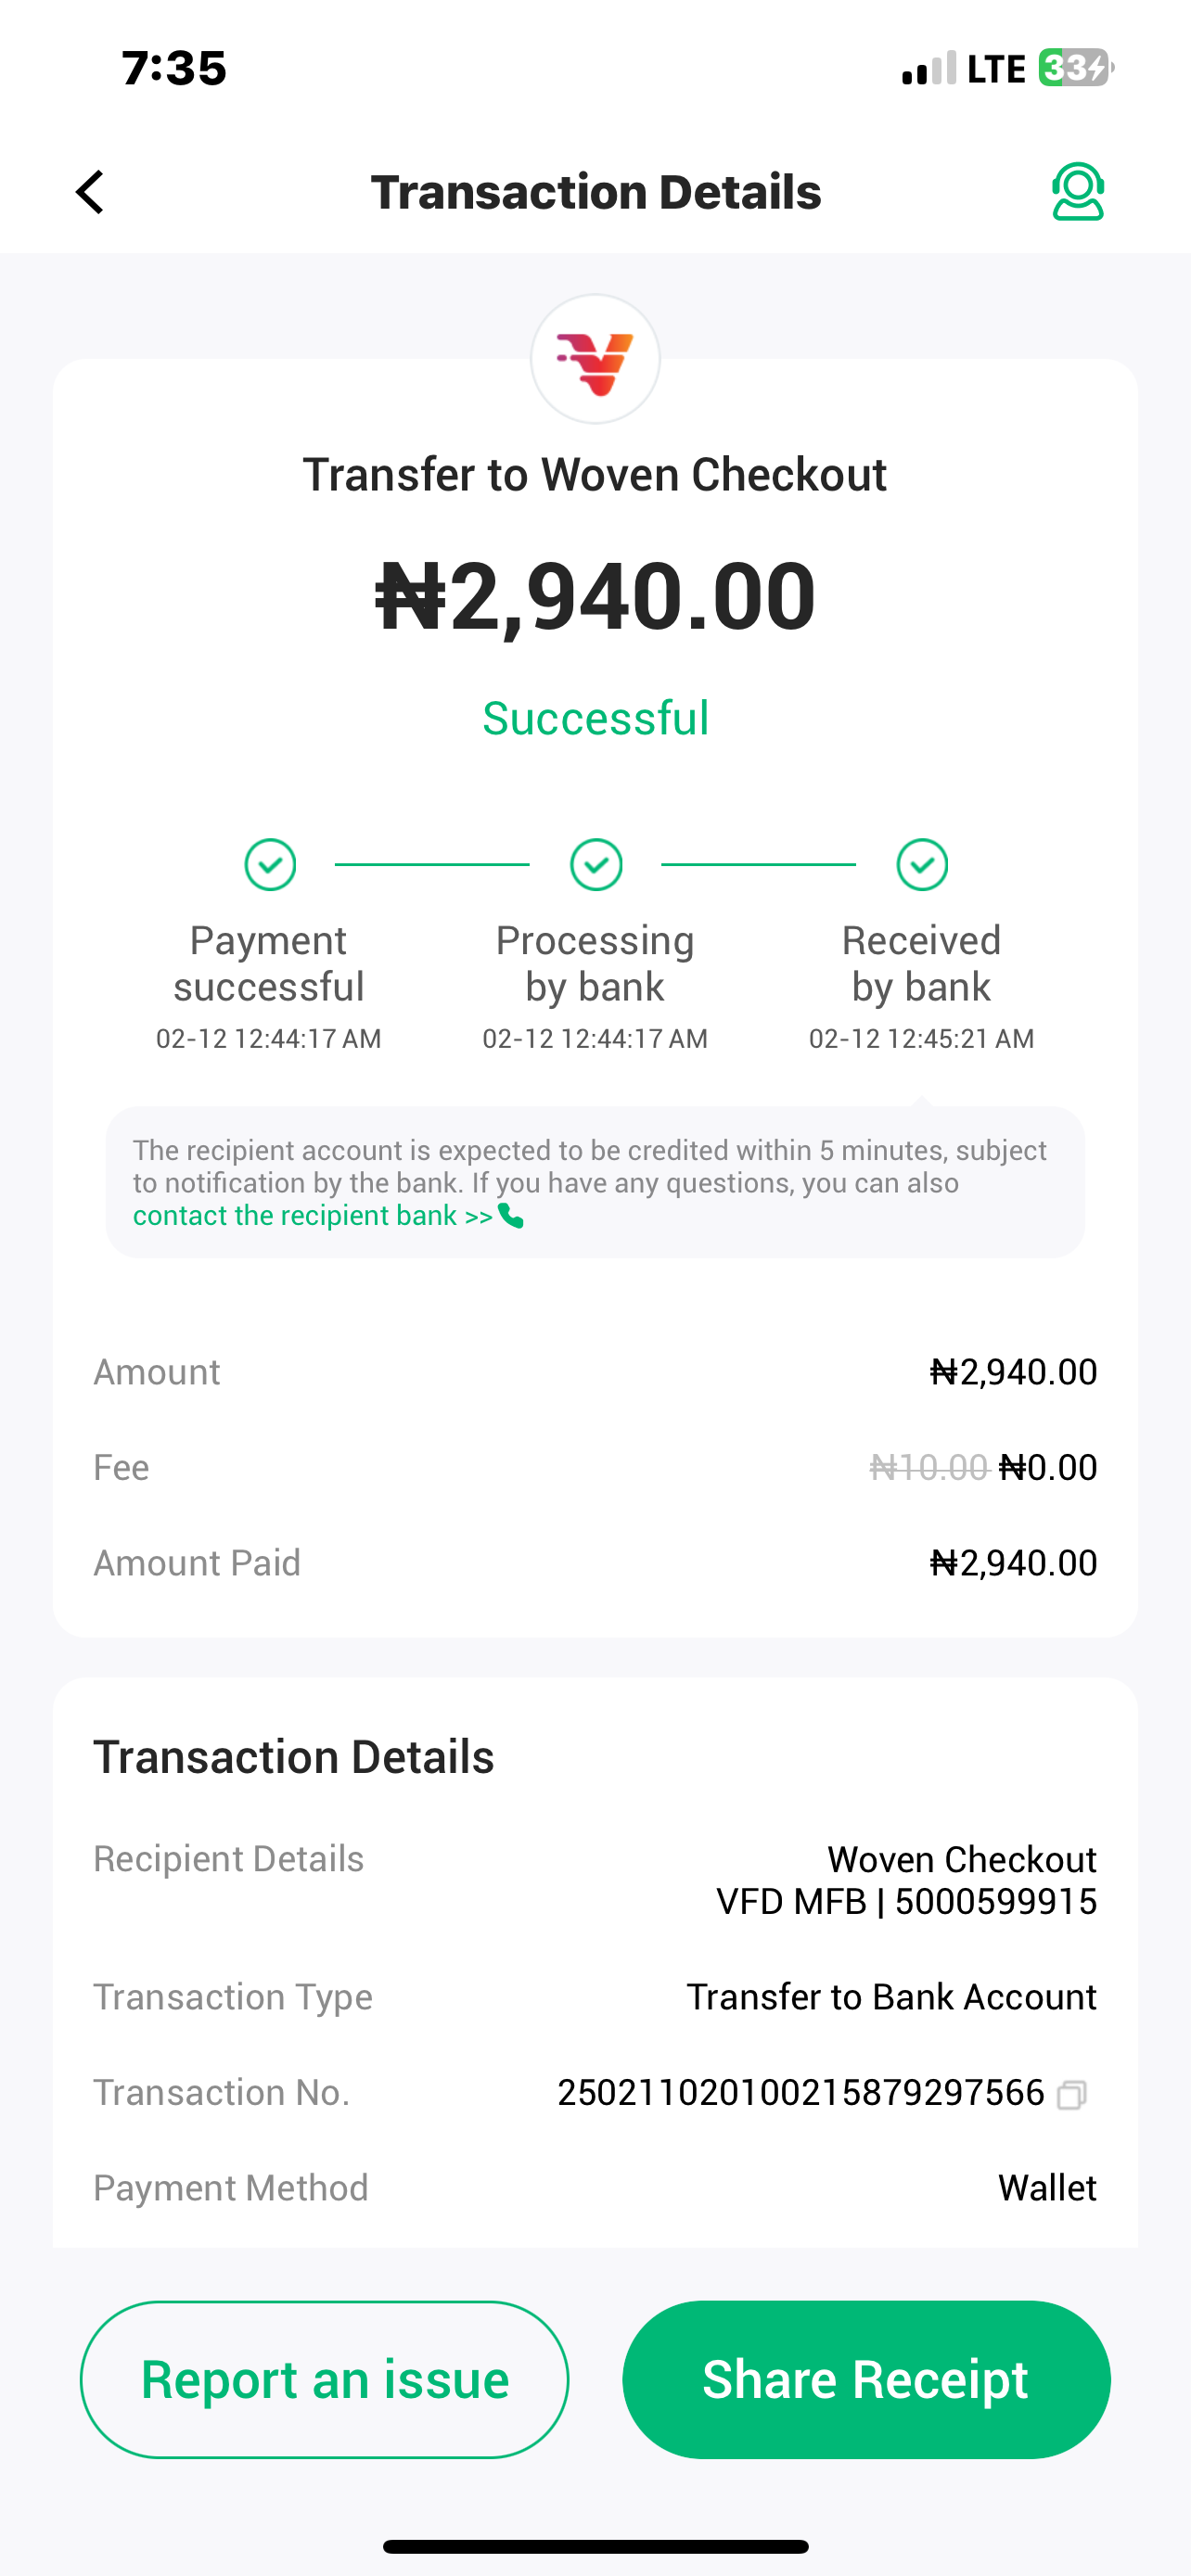 7:35
LTE 33
Transaction Details
Transfer to Woven Checkout
₦2,940.00
Successful
Payment successful
02-12 12:44:17 AM
Processing by bank
02-12 12:44:17 AM
Received by bank
02-12 12:45:21 AM
The recipient account is expected to be credited within 5 minutes, subject
to notification by the bank. If you have any questions, you can also
contact the recipient bank >>
Amount ₦2,940.00
Fee ₦10.00 ₦0.00
Amount Paid ₦2,940.00
Transaction Details
Recipient Details Woven Checkout
VFD MFB | 5000599915
Transaction Type Transfer to Bank Account
Transaction No. 250211020100215879297566
Payment Method Wallet
Report an issue
Share Receipt